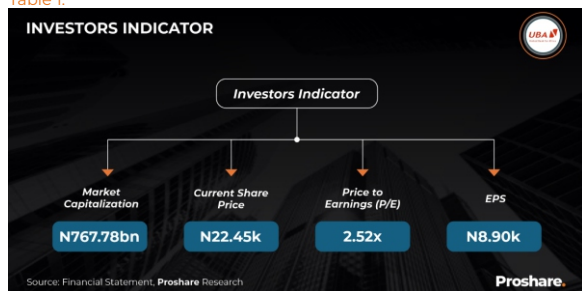 Table 1:
INVESTORS INDICATOR
UBA
Investors Indicator
Market
Capitalization
N767.78bn
Current Share
Price
N22.45k
Price to
Earnings (P/E)
2.52x
EPS
N8.90k
Source: Financial Statement, Proshare Research
Proshare.